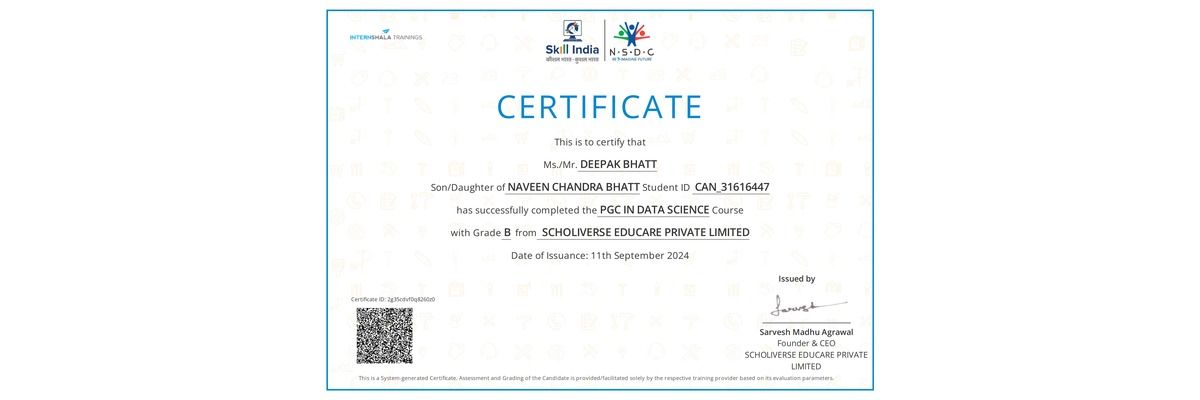 INTERNSHALA TRAININGS
Skill India
कौशल भारत - कुशल भारत
N·S·D·C
RE-IMAGINE FUTURE
CERTIFICATE
This is to certify that
Ms./Mr. DEEPAK BHATT
Son/Daughter of NAVEEN CHANDRA BHATT Student ID CAN_31616447
has successfully completed the PGC IN DATA SCIENCE Course
with Grade B from SCHOLIVERSE EDUCARE PRIVATE LIMITED
Date of Issuance: 11th September 2024
Issued by
Sarvesh
Sarvesh Madhu Agrawal
Founder & CEO
SCHOLIVERSE EDUCARE PRIVATE
LIMITED
Certificate ID: 2g35cdvf0q8260z0
This is a System-generated Certificate. Assessment and Grading of the Candidate is provided/facilitated solely by the respective training provider based on its evaluation parameters.